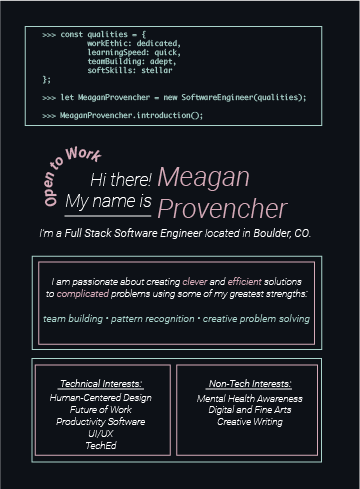 >>> const qualities = {
workEthic: dedicated,
learningSpeed: quick,
teamBuilding: adept,
softSkills: stellar
};
>>> let MeaganProvencher = new SoftwareEngineer(qualities);
>>> MeaganProvencher.introduction();
Open to Work
Hi there! Meagan
My name is Provencher
I'm a Full Stack Software Engineer located in Boulder, CO.
I am passionate about creating clever and efficient solutions
to complicated problems using some of my greatest strengths:
team building • pattern recognition • creative problem solving
Technical Interests:
Human-Centered Design
Future of Work
Productivity Software
UI/UX
TechEd
Non-Tech Interests:
Mental Health Awareness
Digital and Fine Arts
Creative Writing